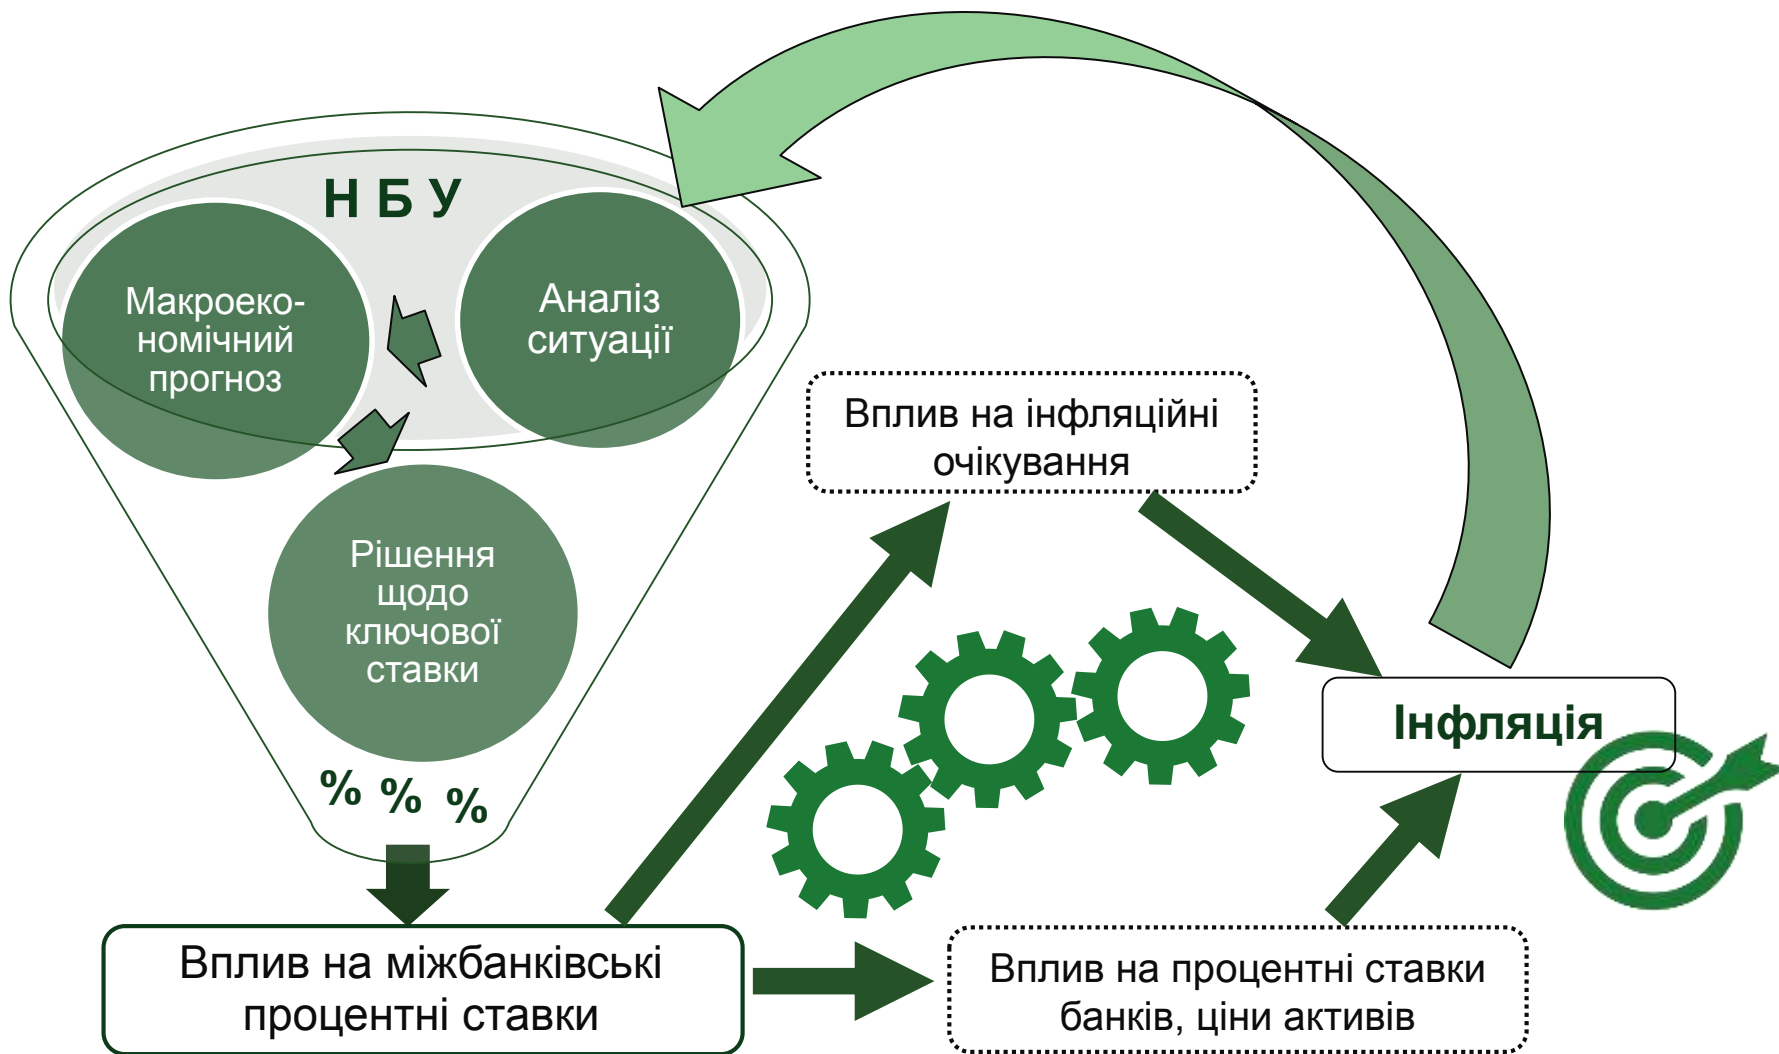 Н Б У
Макроеко-
номічний
прогноз
Аналіз
ситуації
Рішення
щодо
ключової
ставки
% % %
Вплив на інфляційні
очікування
Інфляція
Вплив на міжбанківські
процентні ставки
Вплив на процентні ставки
банків, ціни активів